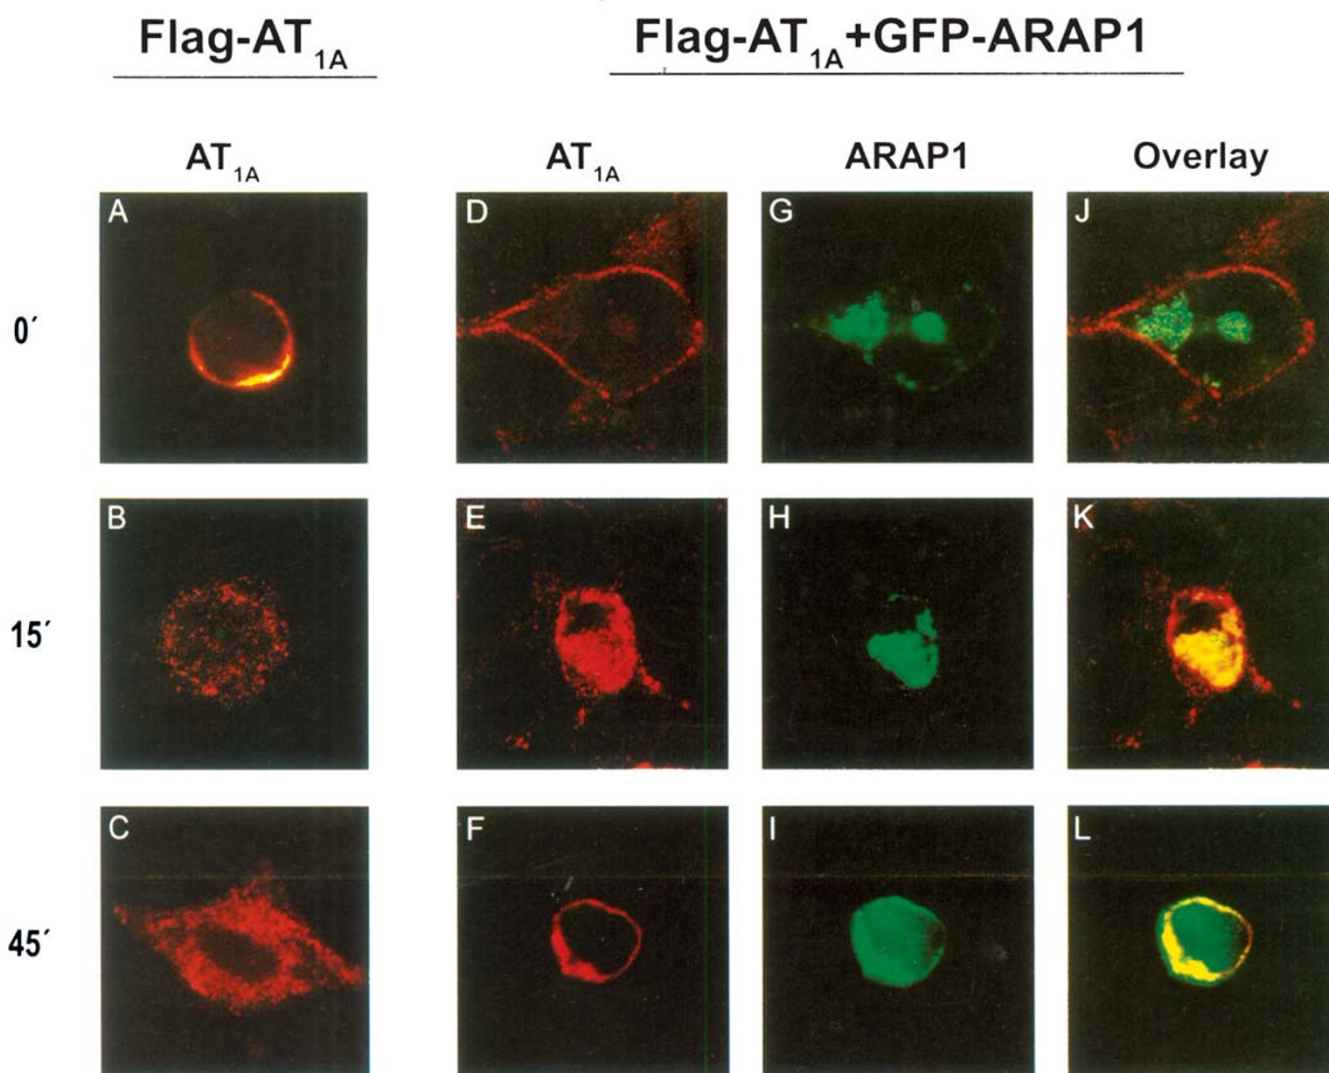 Flag-AT1A Flag-AT1A+GFP-ARAP1
AT1A AT1A ARAP1 Overlay
A D G J
0´
B E H K
15´
C F I L
45´